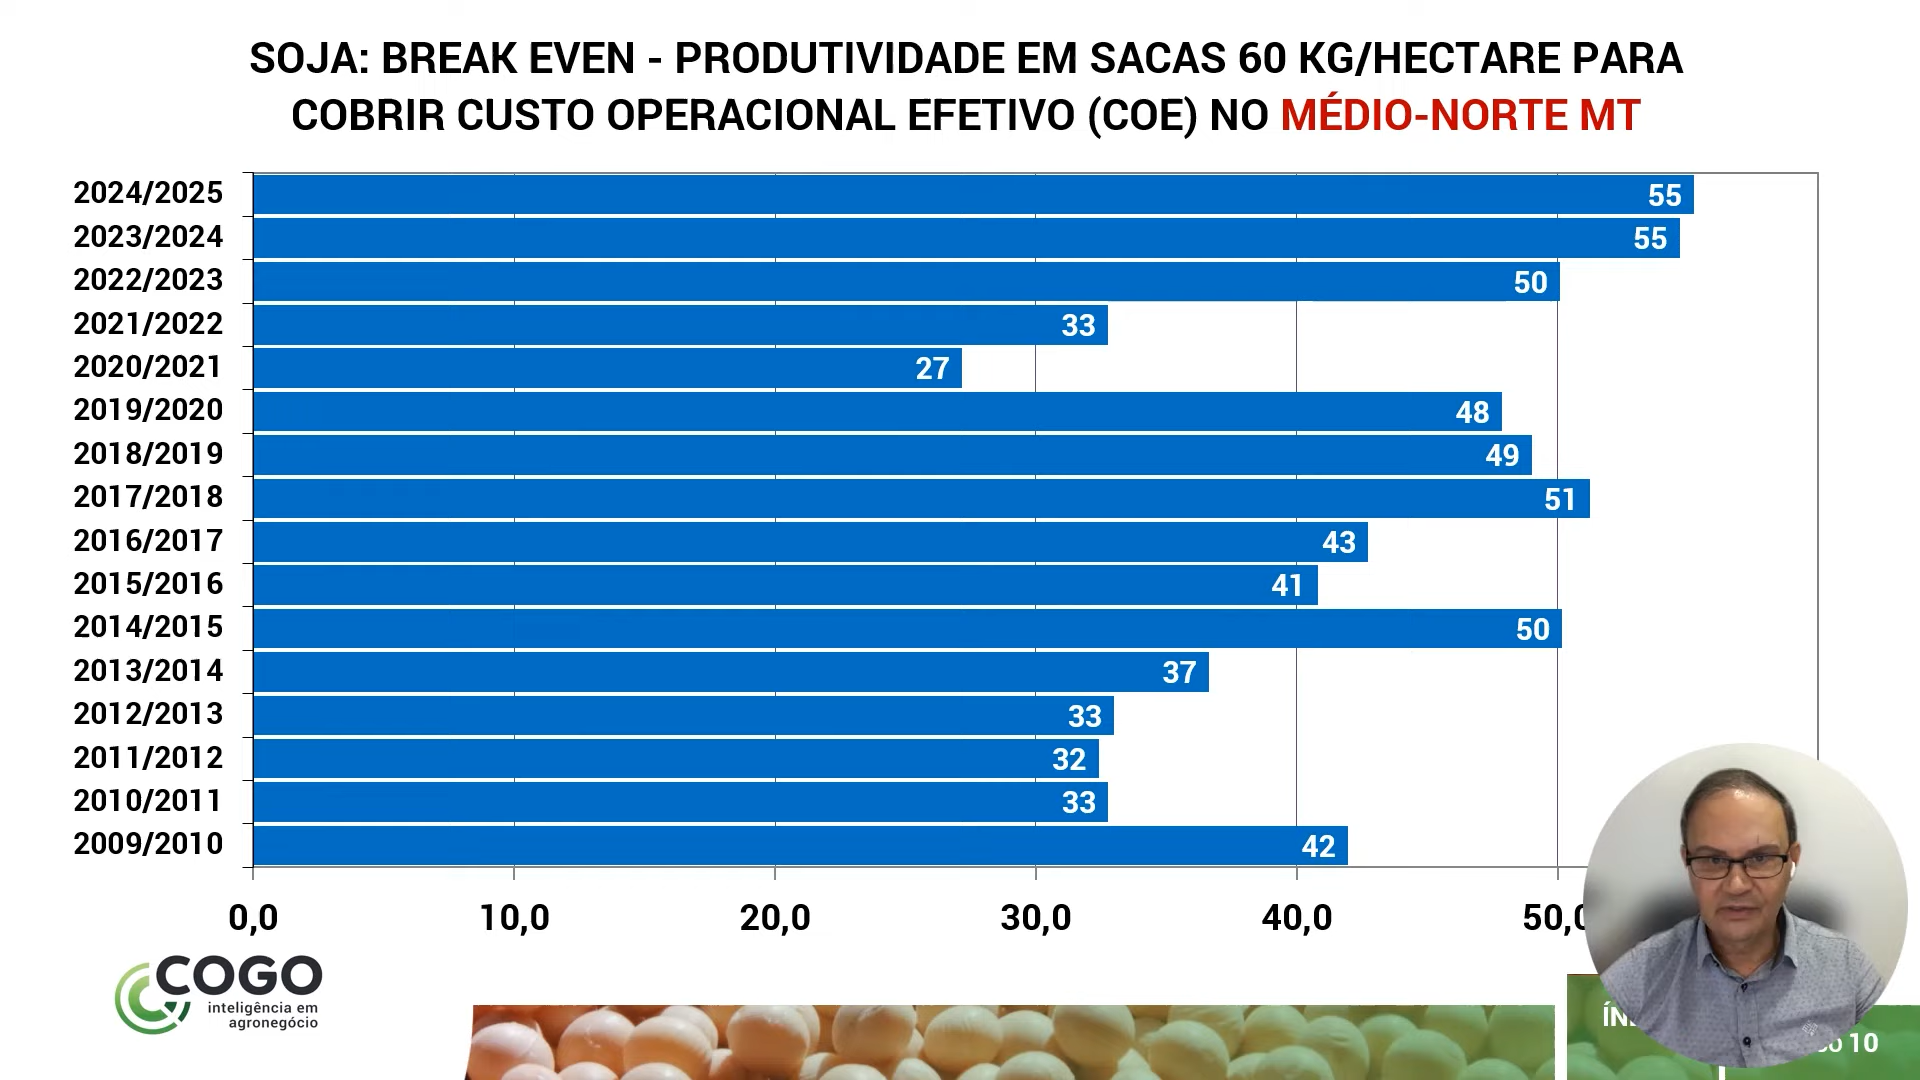 SOJA: BREAK EVEN - PRODUTIVIDADE EM SACAS 60 KG/HECTARE PARA
COBRIR CUSTO OPERACIONAL EFETIVO (COE) NO MÉDIO-NORTE MT
2024/2025 55
2023/2024 55
2022/2023 50
2021/2022 33
2020/2021 27
2019/2020 48
2018/2019 49
2017/2018 51
2016/2017 43
2015/2016 41
2014/2015 50
2013/2014 37
2012/2013 33
2011/2012 32
2010/2011 33
2009/2010 42
0,0 10,0 20,0 30,0 40,0
COGO
inteligência em
agronegócio
10